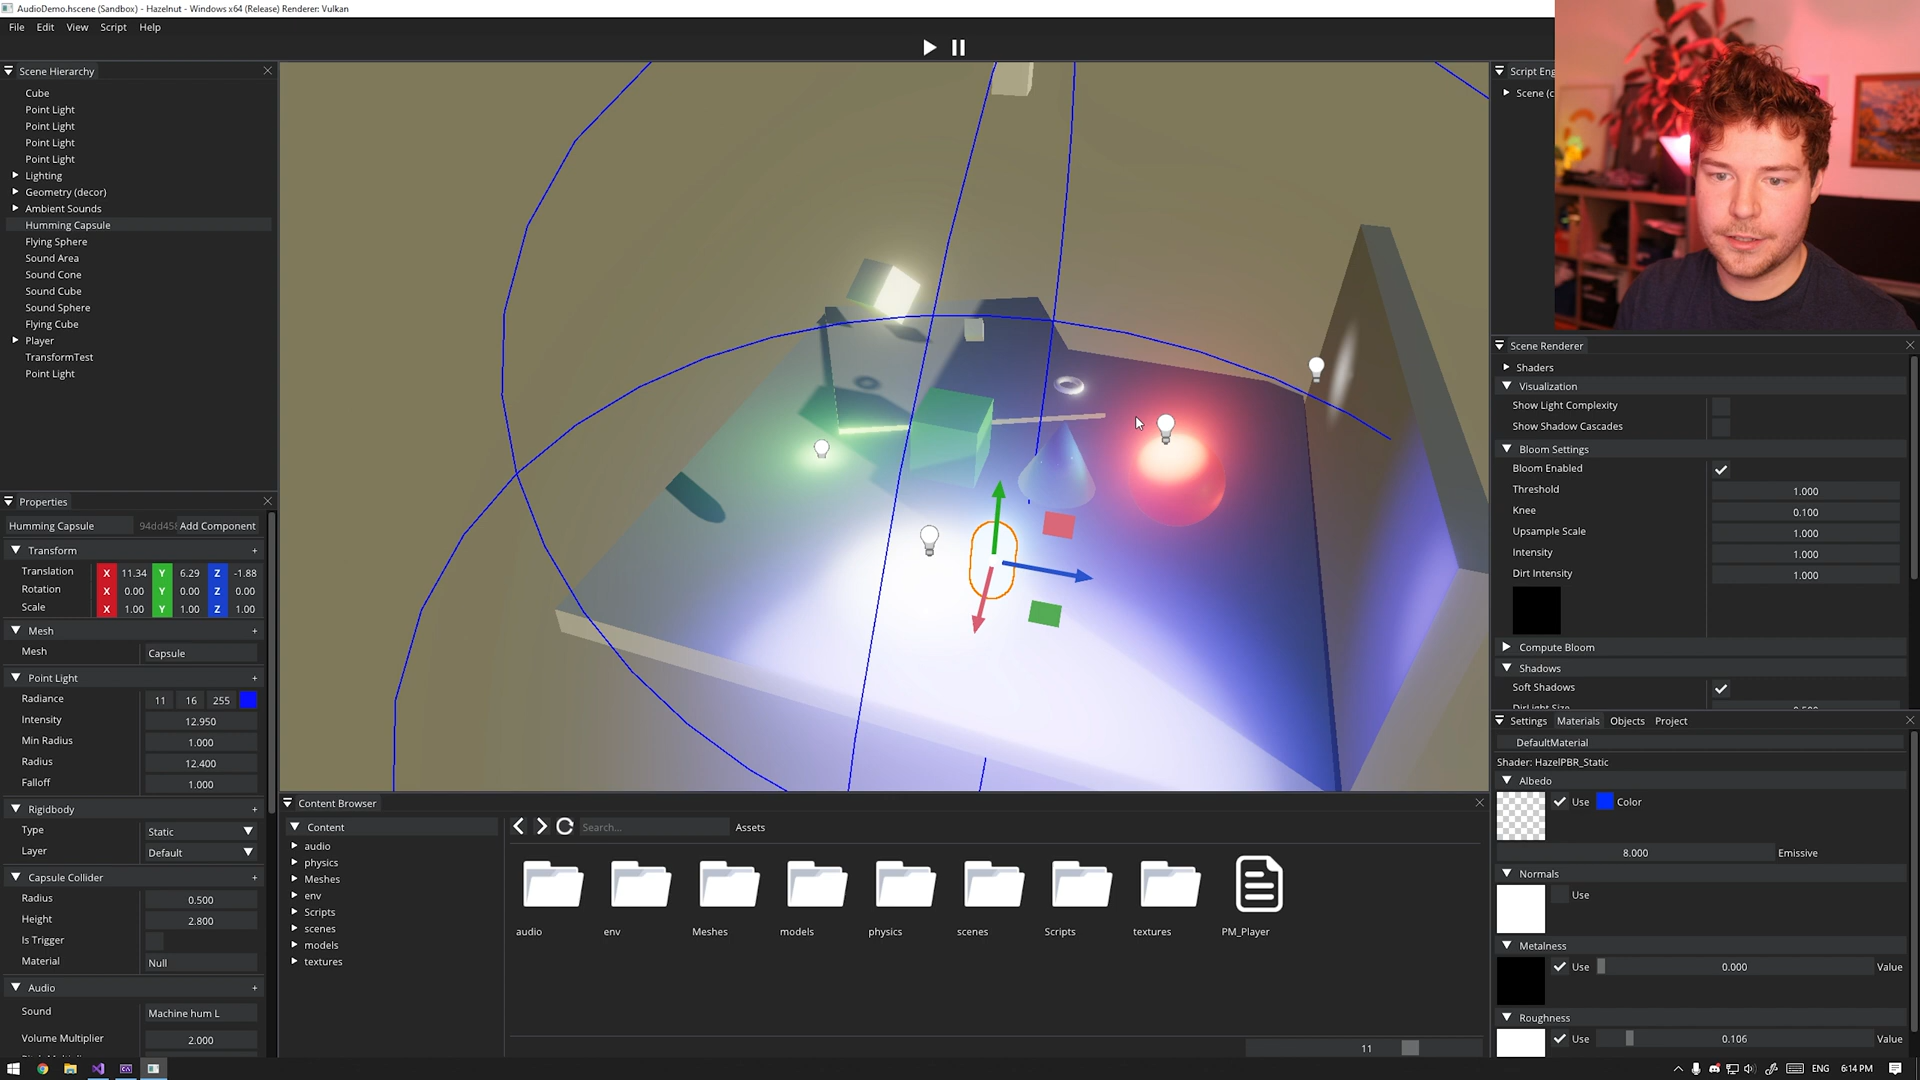 AudioDemo.hscene (Sandbox) - Hazelnut - Windows x64 (Release) Renderer: Vulkan
File Edit View Script Help
Scene Hierarchy
Cube
Point Light
Point Light
Point Light
Point Light
Lighting
Geometry (decor)
Ambient Sounds
Humming Capsule
Flying Sphere
Sound Area
Sound Cone
Sound Cube
Sound Sphere
Flying Cube
Player
TransformTest
Point Light
Properties
Humming Capsule 94dd45 Add Component
Transform +
Translation X 11.34 Y 6.29 Z -1.88
Rotation X 0.00 Y 0.00 Z 0.00
Scale X 1.00 Y 1.00 Z 1.00
Mesh +
Mesh Capsule
Point Light +
Radiance 11 16 255
Intensity 12.950
Min Radius 1.000
Radius 12.400
Falloff 1.000
Rigidbody +
Type Static
Layer Default
Capsule Collider +
Radius 0.500
Height 2.800
Is Trigger
Material Null
Audio +
Sound Machine hum L
Volume Multiplier 2.000
Content Browser
Content
audio
physics
Meshes
env
Scripts
scenes
models
textures
Search... Assets
audio env Meshes models physics scenes Scripts textures PM_Player
11
Script Eng
Scene (c
Scene Renderer
Shaders
Visualization
Show Light Complexity
Show Shadow Cascades
Bloom Settings
Bloom Enabled
Threshold 1.000
Knee 0.100
Upsample Scale 1.000
Intensity 1.000
Dirt Intensity 1.000
Compute Bloom
Shadows
Soft Shadows
DirLight Size 0.500
Settings Materials Objects Project
DefaultMaterial
Shader: HazelPBR_Static
Albedo
Use Color
8.000 Emissive
Normals
Use
Metalness
Use 0.000 Value
Roughness
Use 0.106 Value
ENG 6:14 PM